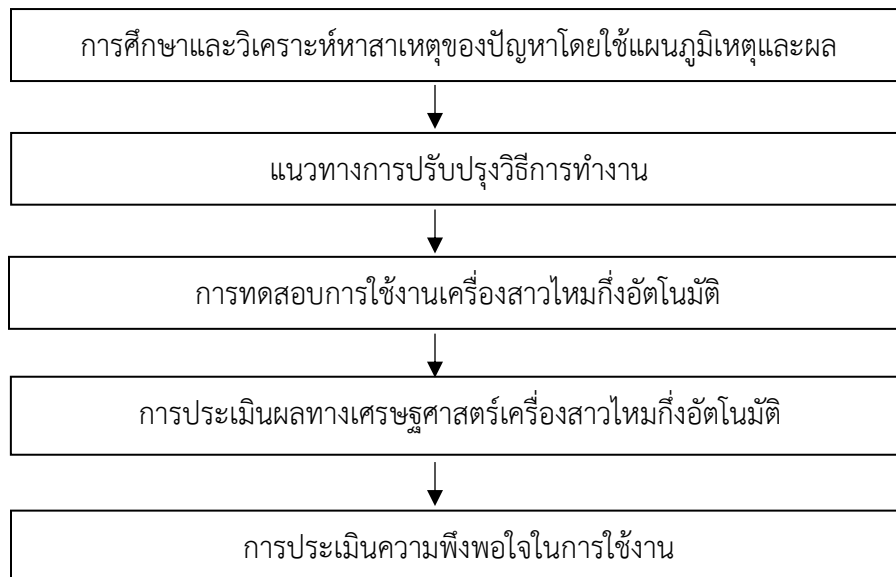 การศึกษาและวิเคราะห์หาสาเหตุของปัญหาโดยใช้แผนภูมิเหตุและผล
แนวทางการปรับปรุงวิธีการทำงาน
การทดสอบการใช้งานเครื่องสาวไหมกึ่งอัตโนมัติ
การประเมินผลทางเศรษฐศาสตร์เครื่องสาวไหมกึ่งอัตโนมัติ
การประเมินความพึงพอใจในการใช้งาน